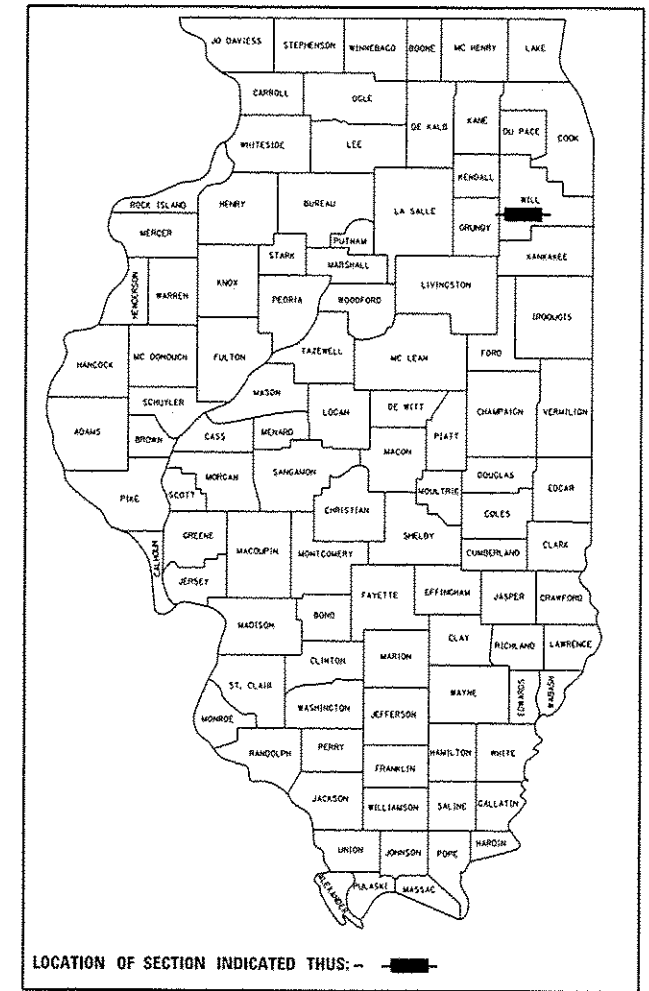 JO DAVIESS STEPHENSON WINNEBAGO BOONE MC HENRY LAKE
CARROLL OGLE DE KALB KANE DU PAGE COOK
WHITESIDE LEE
KENDALL
ROCK ISLAND HENRY BUREAU LA SALLE GRUNDY WILL
MERCER PUTNAM
STARK MARSHALL KANKAKEE
HENDERSON WARREN KNOX PEORIA WOODFORD LIVINGSTON IROQUOIS
HANCOCK MC DONOUGH FULTON TAZEWELL MC LEAN FORD
SCHUYLER MASON LOGAN DE WITT CHAMPAIGN VERMILION
ADAMS BROWN CASS MENARD MACON PIATT
PIKE SCOTT MORGAN SANGAMON MOULTRIE DOUGLAS EDGAR
CHRISTIAN COLES
CALHOUN GREENE MACOUPIN MONTGOMERY SHELBY CUMBERLAND CLARK
JERSEY
MADISON BOND FAYETTE EFFINGHAM JASPER CRAWFORD
CLINTON MARION CLAY RICHLAND LAWRENCE
ST. CLAIR WASHINGTON JEFFERSON WAYNE EDWARDS WABASH
MONROE
RANDOLPH PERRY FRANKLIN HAMILTON WHITE
JACKSON WILLIAMSON SALINE GALLATIN
UNION JOHNSON POPE HARDIN
ALEXANDER PULASKI MASSAC
LOCATION OF SECTION INDICATED THUS: -